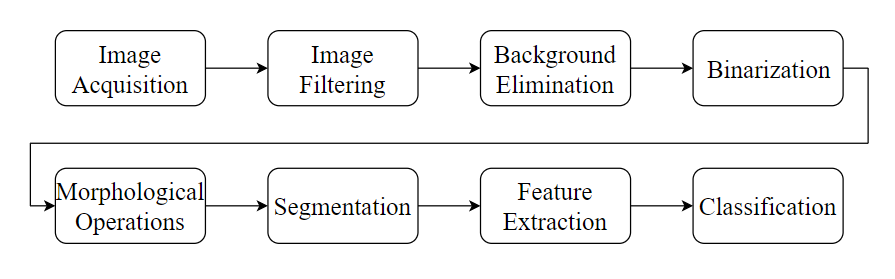 Image
Acquisition
Image
Filtering
Background
Elimination
Binarization
Morphological
Operations
Segmentation
Feature
Extraction
Classification